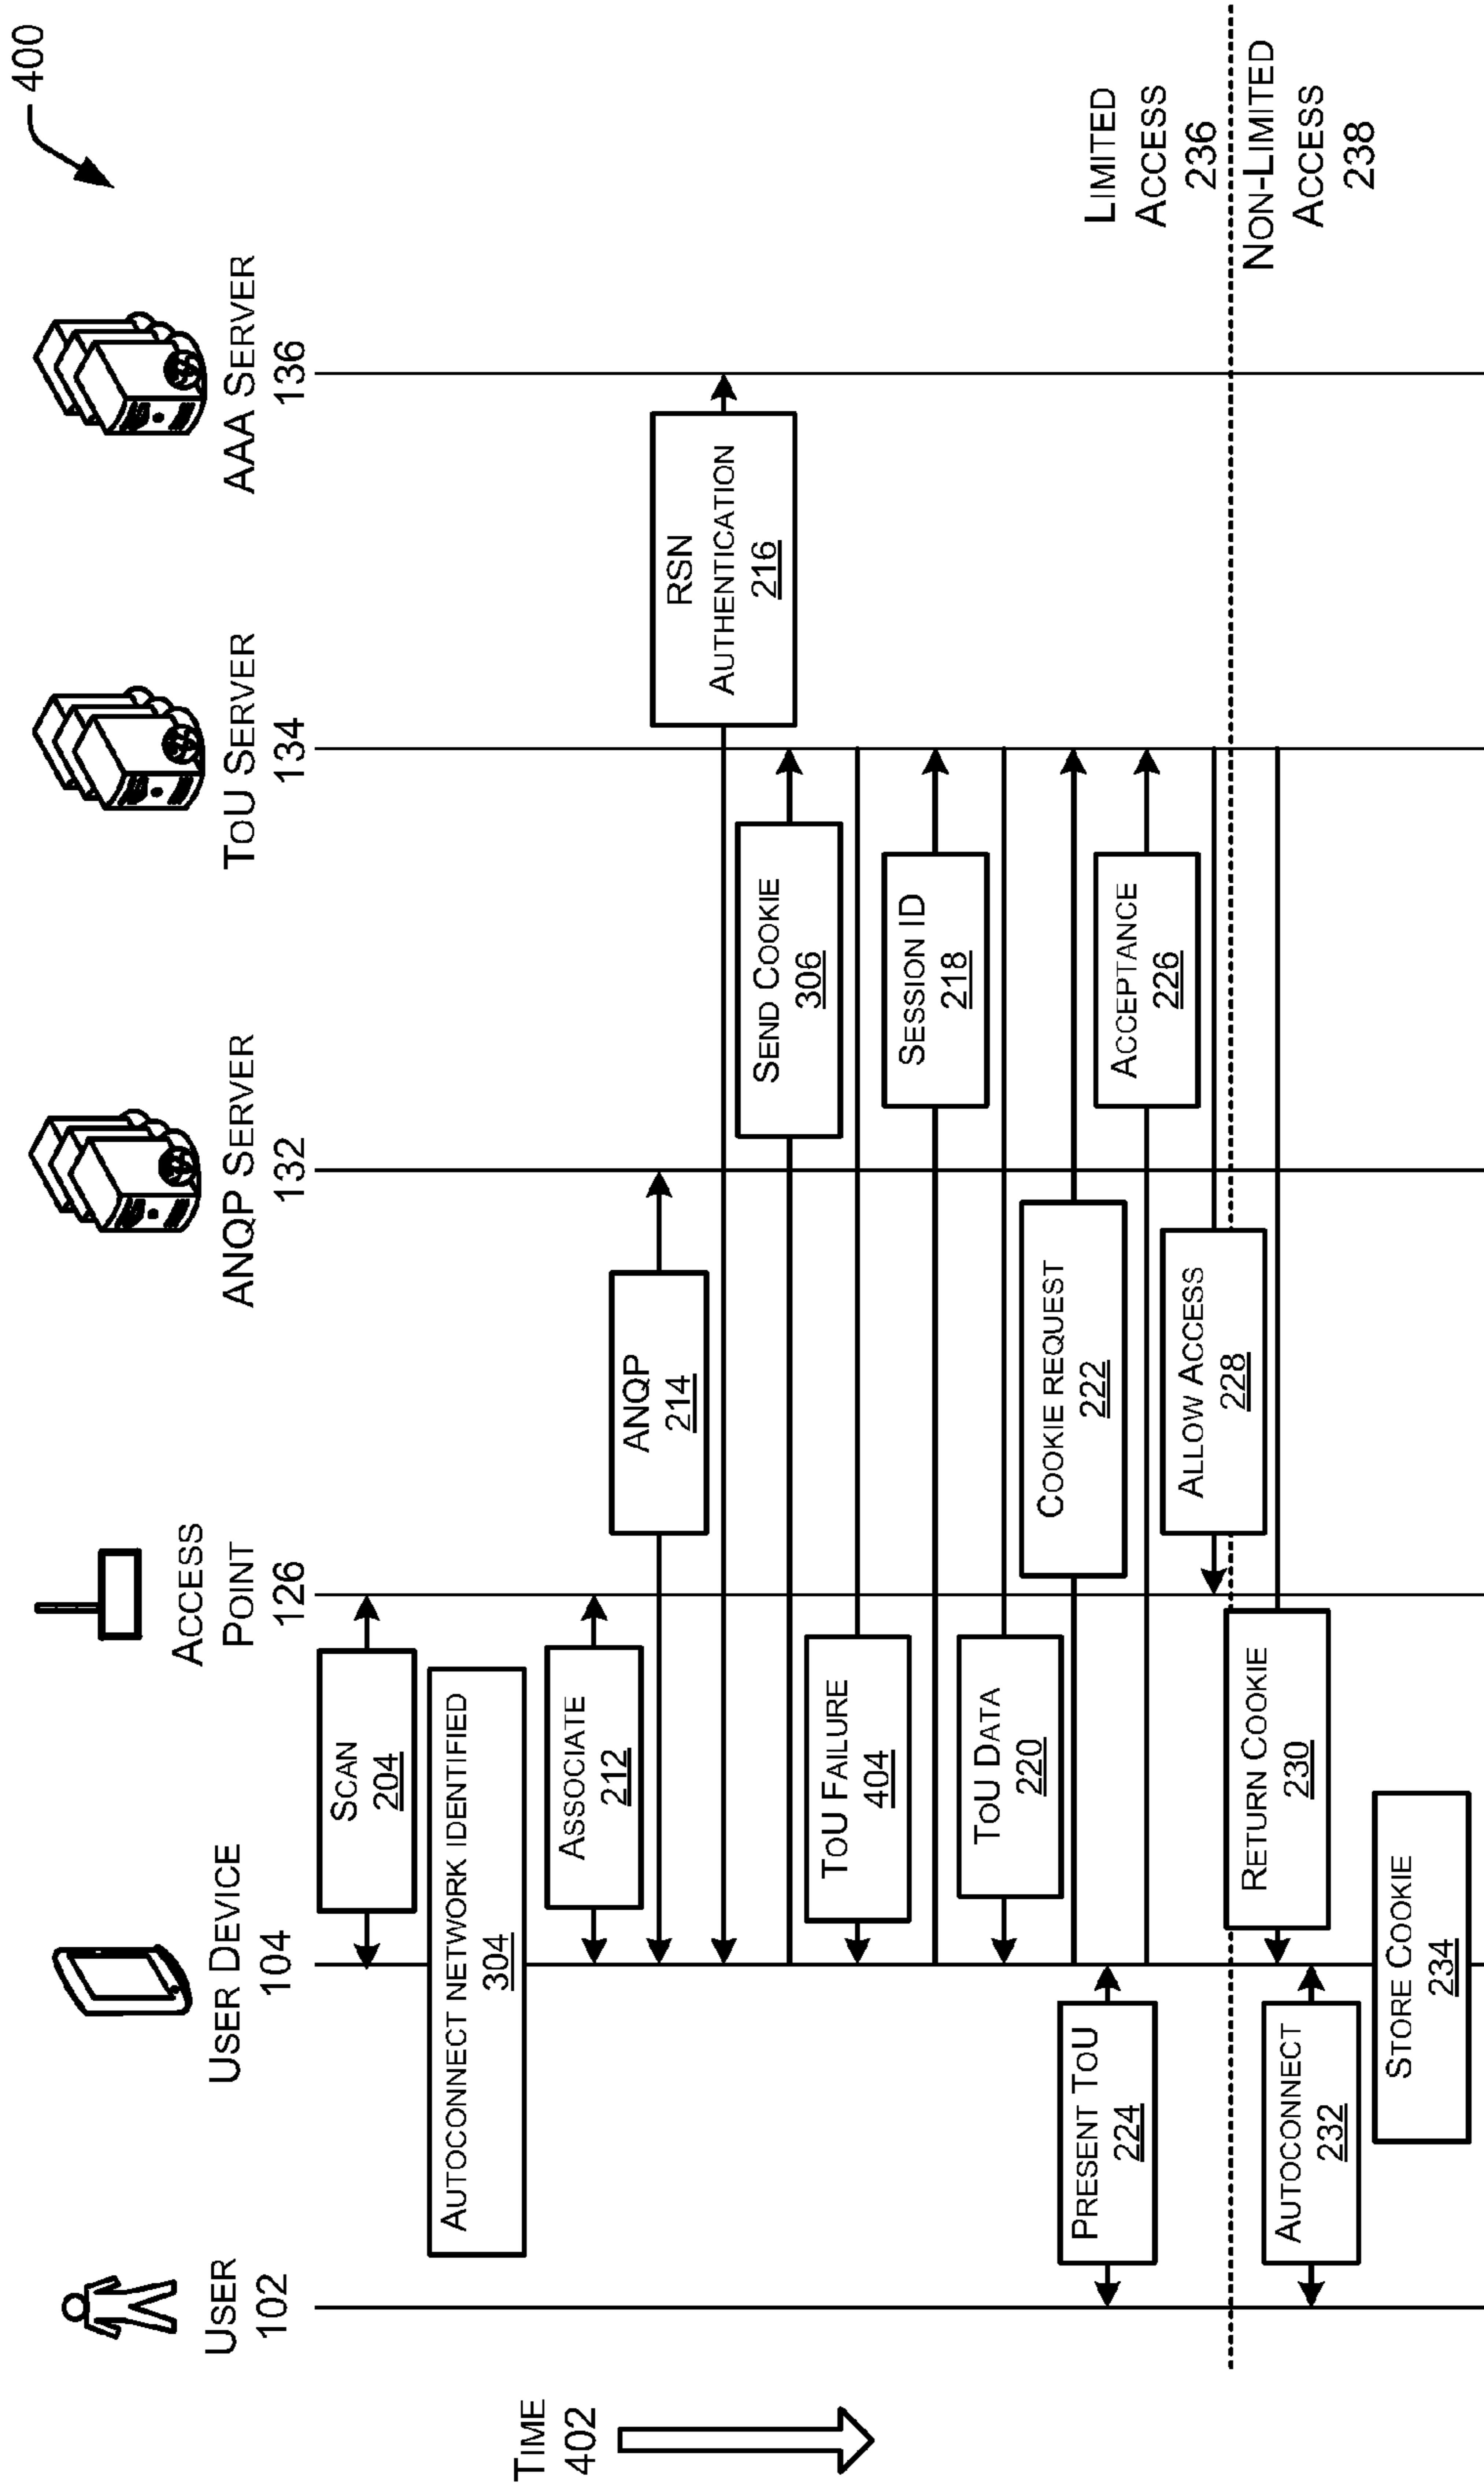 400
USER
102
USER DEVICE
104
ACCESS
POINT
126
ANQP SERVER
132
TOU SERVER
134
AAA SERVER
136
TIME
402
SCAN
204
AUTOCONNECT NETWORK IDENTIFIED
304
ASSOCIATE
212
ANQP
214
RSN
AUTHENTICATION
216
SEND COOKIE
306
TOU FAILURE
404
SESSION ID
218
TOU DATA
220
COOKIE REQUEST
222
PRESENT TOU
224
ACCEPTANCE
226
ALLOW ACCESS
228
LIMITED
ACCESS
236
NON-LIMITED
ACCESS
238
RETURN COOKIE
230
AUTOCONNECT
232
STORE COOKIE
234